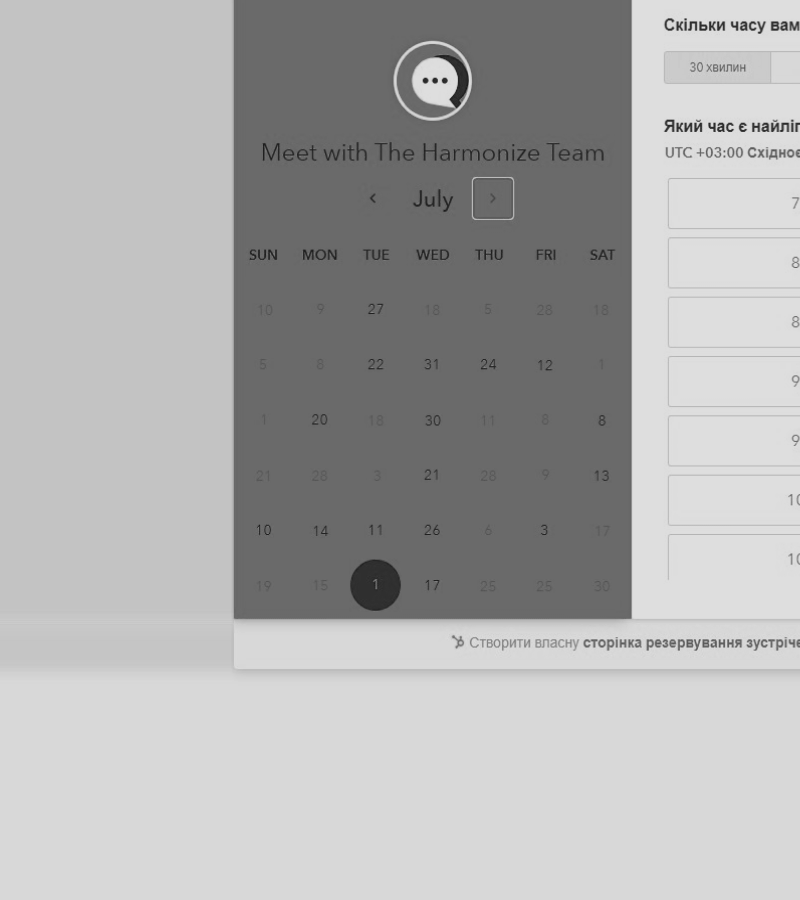 Meet with The Harmonize Team
July
SUN MON TUE WED THU FRI SAT
10 9 27 18 5 28 18
5 8 22 31 24 12 1
1 20 18 30 11 8 8
21 28 3 21 28 9 13
10 14 11 26 6 3 17
19 15 1 17 25 25 30
Скільки часу вам
30 хвилин
Який час є найліп
UTC +03:00 Східноє
7
8
8
9
9
10
10
Створити власну сторінка резервування зустріче